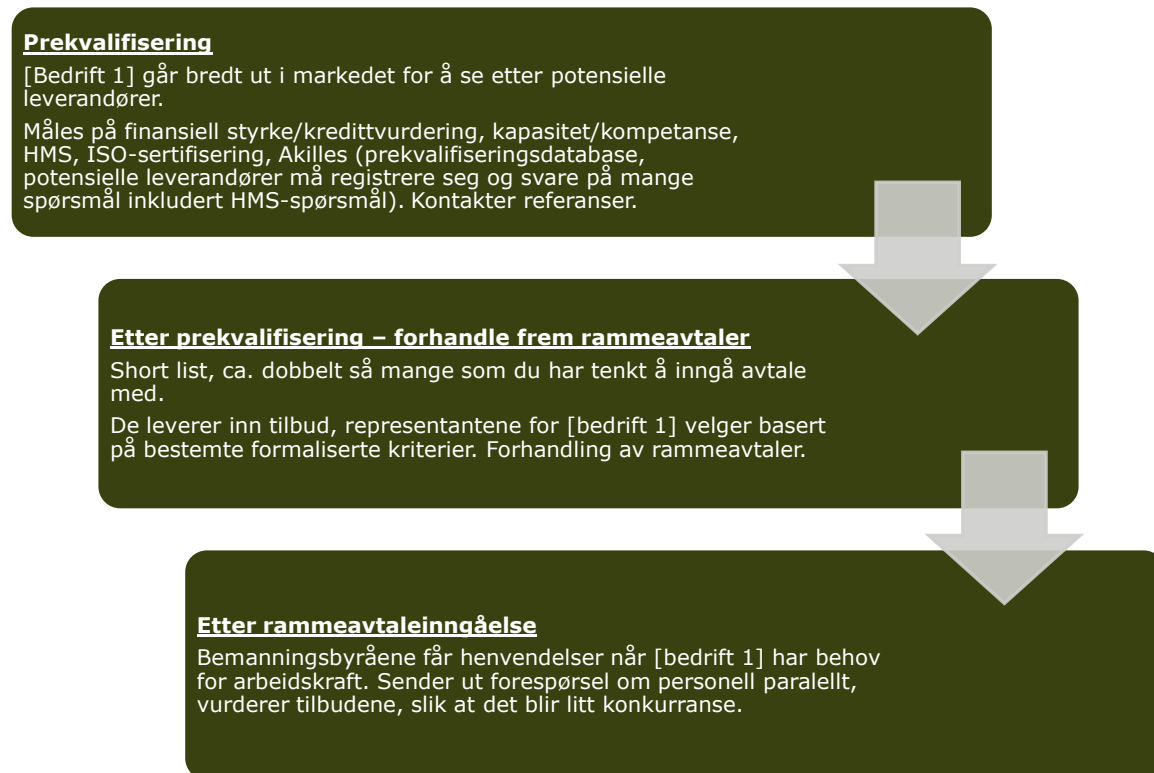 Prekvalifisering
[Bedrift 1] går bredt ut i markedet for å se etter potensielle
leverandører.
Måles på finansiell styrke/kredittvurdering, kapasitet/kompetanse,
HMS, ISO-sertifisering, Akilles (prekvalifiseringsdatabase,
potensielle leverandører må registrere seg og svare på mange
spørsmål inkludert HMS-spørsmål). Kontakter referanser.
Etter prekvalifisering – forhandle frem rammeavtaler
Short list, ca. dobbelt så mange som du har tenkt å inngå avtale
med.
De leverer inn tilbud, representantene for [bedrift 1] velger basert
på bestemte formaliserte kriterier. Forhandling av rammeavtaler.
Etter rammeavtaleinngåelse
Bemanningsbyråene får henvendelser når [bedrift 1] har behov
for arbeidskraft. Sender ut forespørsel om personell paralellt,
vurderer tilbudene, slik at det blir litt konkurranse.